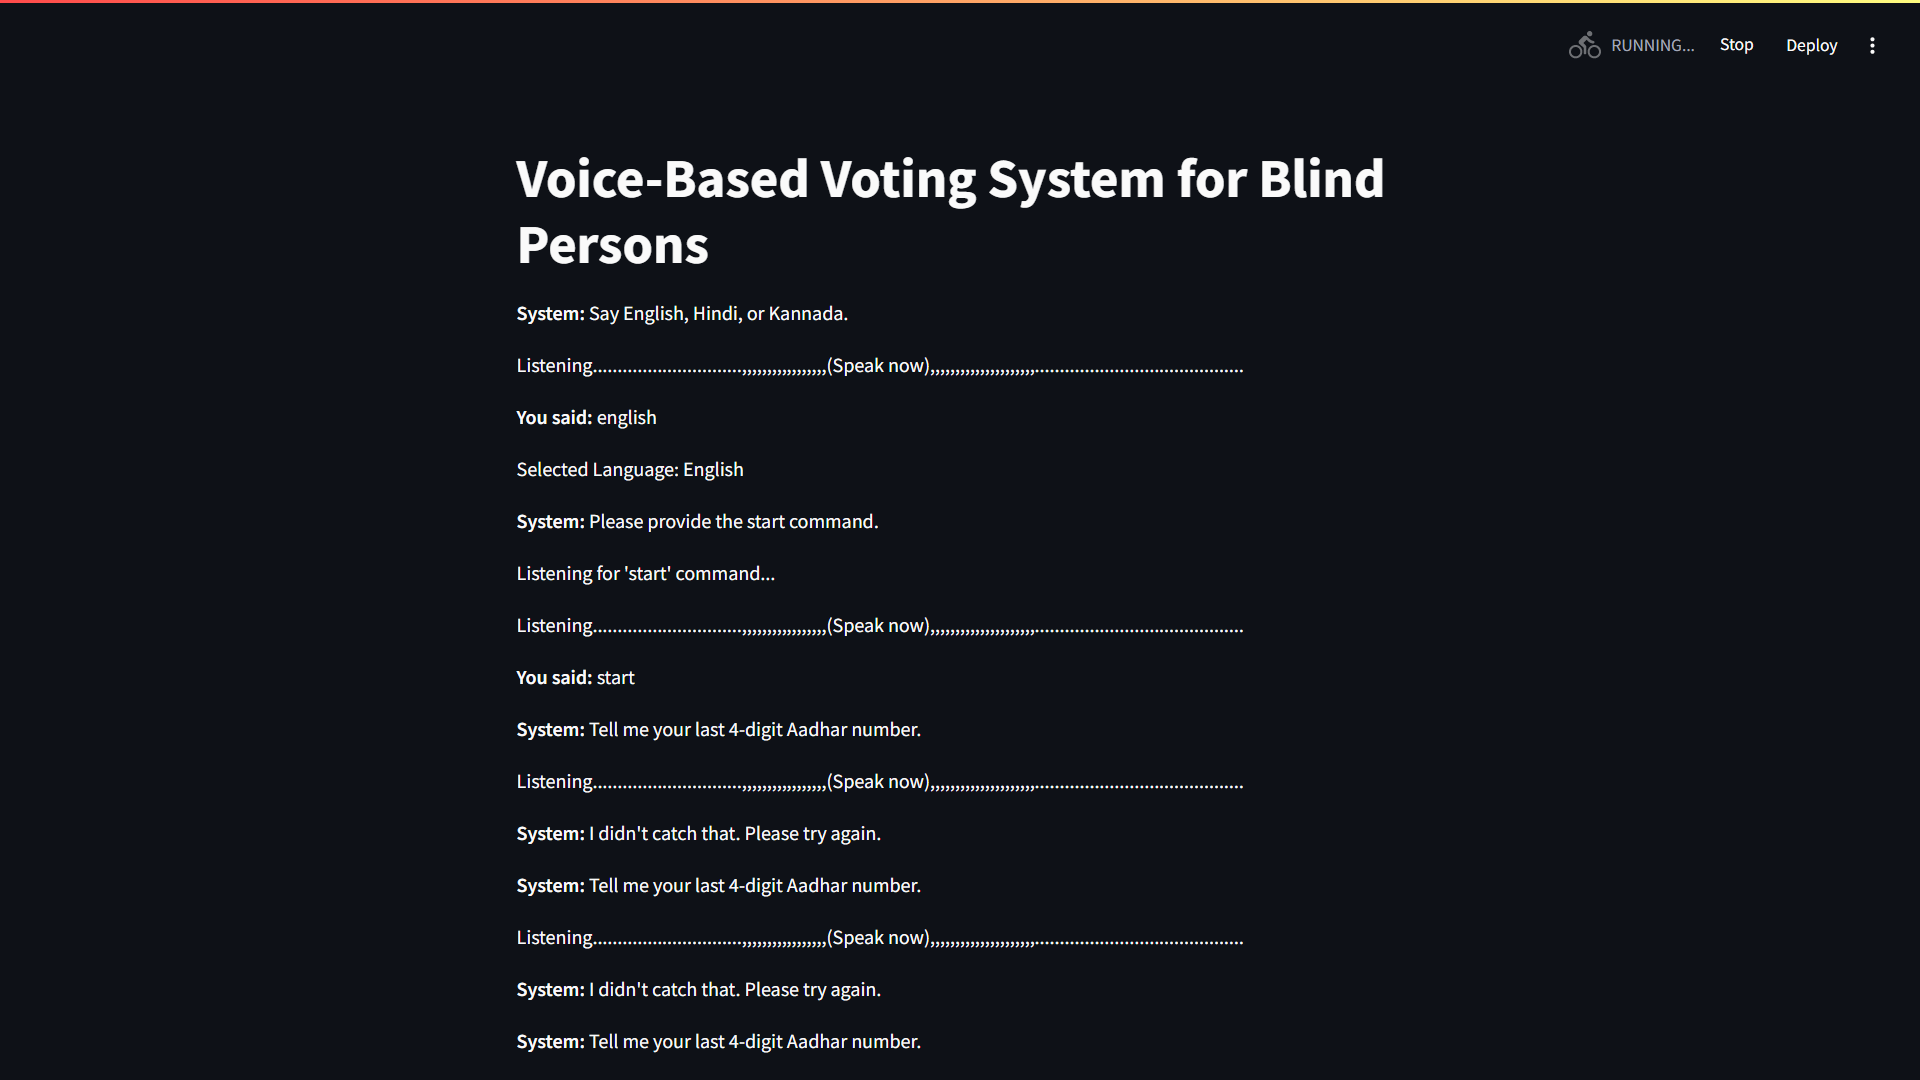 RUNNING...
Stop
Deploy
Voice-Based Voting System for Blind
Persons
System: Say English, Hindi, or Kannada.
Listening..............................,,,,,,,,,,,,,,,,,(Speak now),,,,,,,,,,,,,,,,,,,,,..........................................
You said: english
Selected Language: English
System: Please provide the start command.
Listening for 'start' command...
Listening..............................,,,,,,,,,,,,,,,,,(Speak now),,,,,,,,,,,,,,,,,,,,,..........................................
You said: start
System: Tell me your last 4-digit Aadhar number.
Listening..............................,,,,,,,,,,,,,,,,,(Speak now),,,,,,,,,,,,,,,,,,,,,..........................................
System: I didn't catch that. Please try again.
System: Tell me your last 4-digit Aadhar number.
Listening..............................,,,,,,,,,,,,,,,,,(Speak now),,,,,,,,,,,,,,,,,,,,,..........................................
System: I didn't catch that. Please try again.
System: Tell me your last 4-digit Aadhar number.